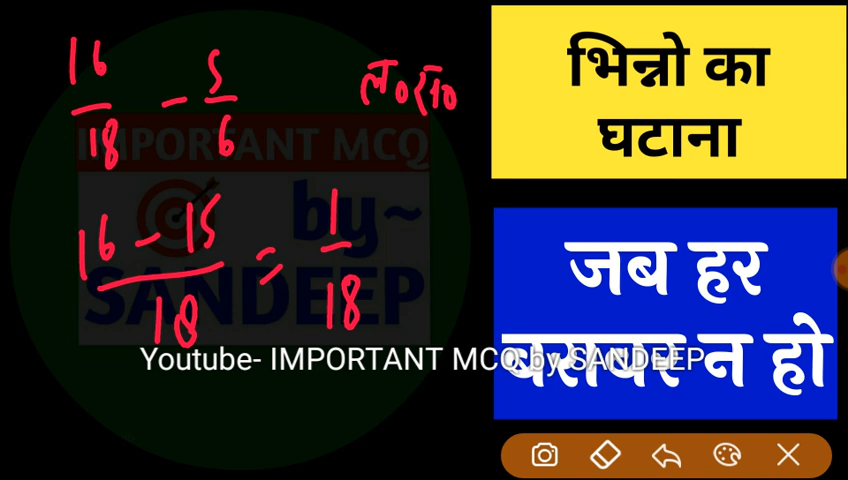 16/18 - 5/6
ल०स०
16-15/18 = 1/18
भिन्नो का
घटाना
जब हर
बराबर न हो
IMPORTANT MCQ
by~
SANDEEP
Youtube- IMPORTANT MCQ by SANDEEP